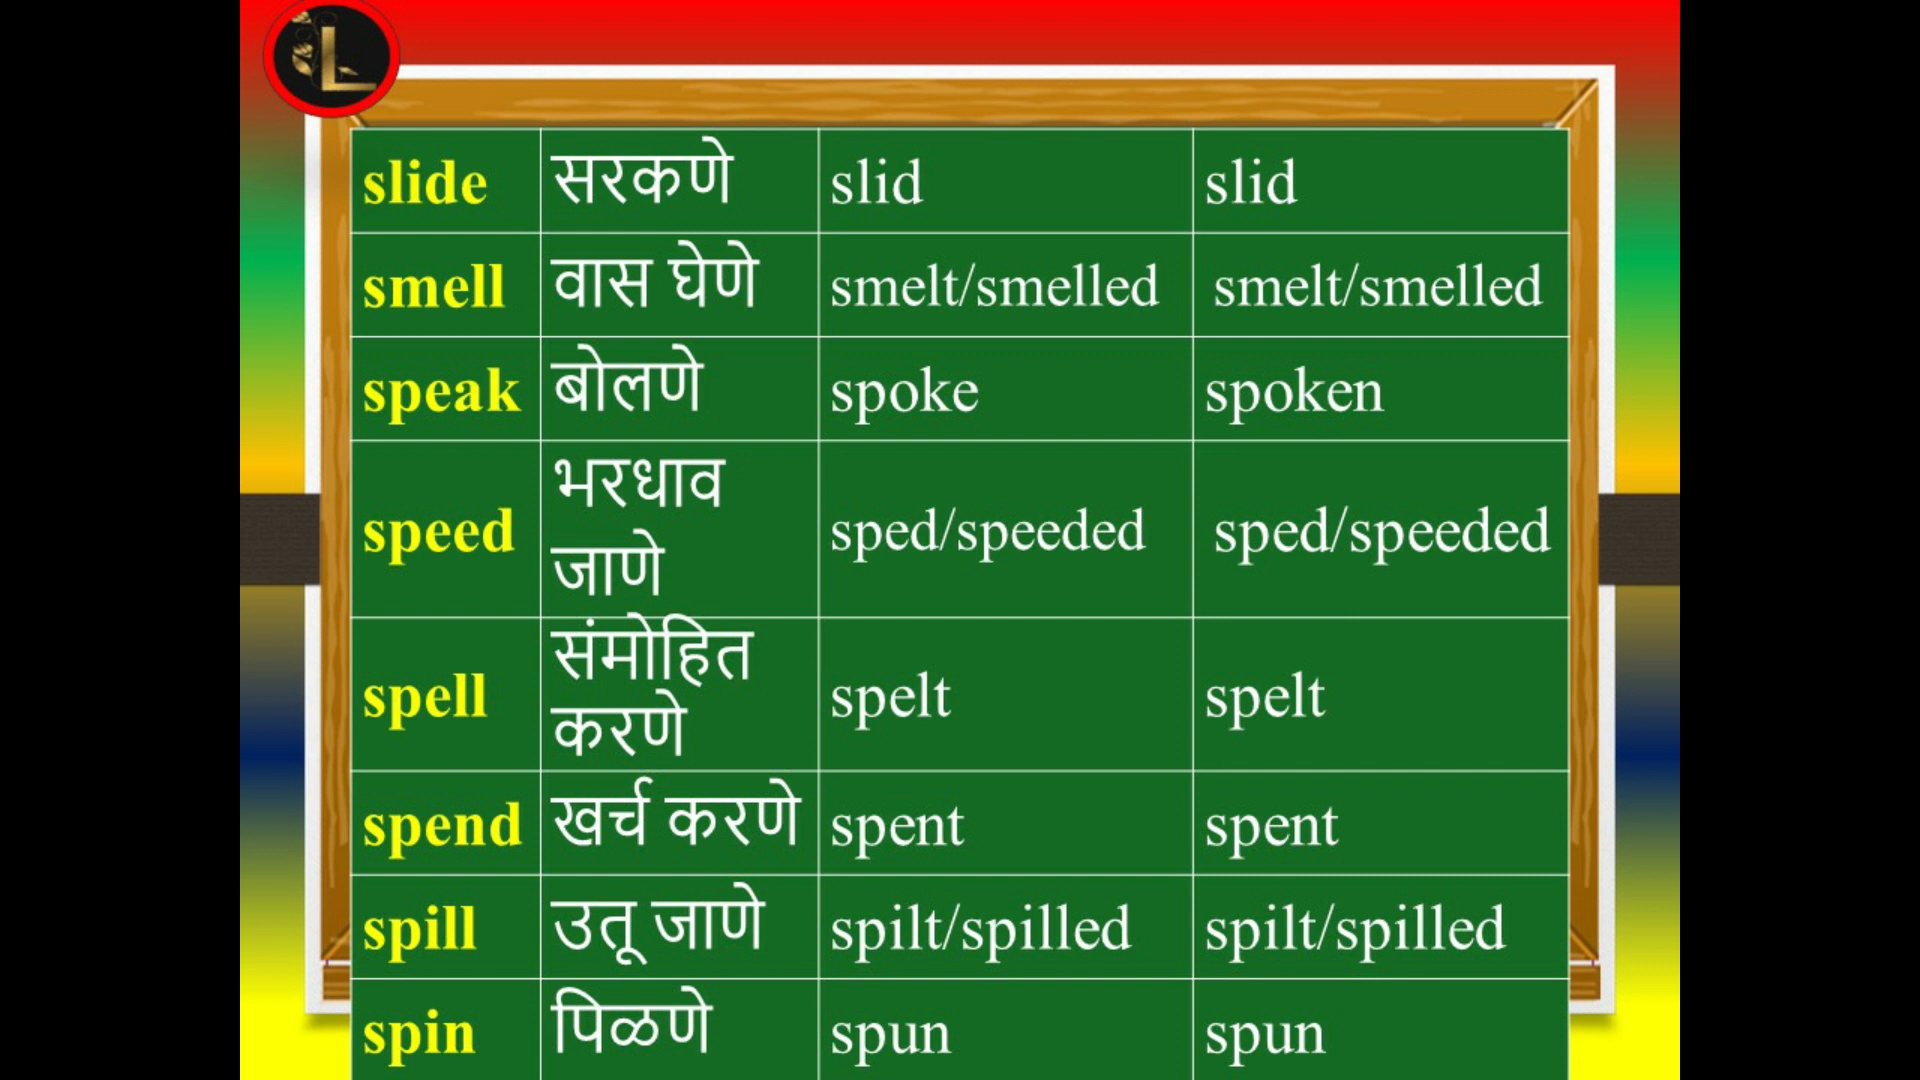 L
slide सरकणे slid slid
smell वास घेणे smelt/smelled smelt/smelled
speak बोलणे spoke spoken
speed भरधाव जाणे sped/speeded sped/speeded
spell संमोहित करणे spelt spelt
spend खर्च करणे spent spent
spill उतू जाणे spilt/spilled spilt/spilled
spin पिळणे spun spun